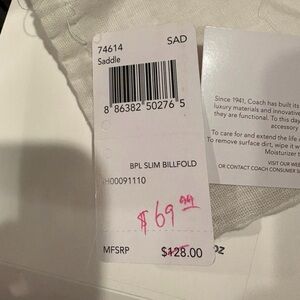 74614 SAD
Saddle
8 86382 50276 5
BPL SLIM BILLFOLD
H00091110
$69.99
MFSRP $128.00
Since 1941, Coach has built its
luxury materials and innovative
they are functional. To this day
accessory
To care for and extend the life
To remove surface dirt, wipe it w
Moisturizer
VISIT OUR WE
OR CONTACT COACH CONSUMER S